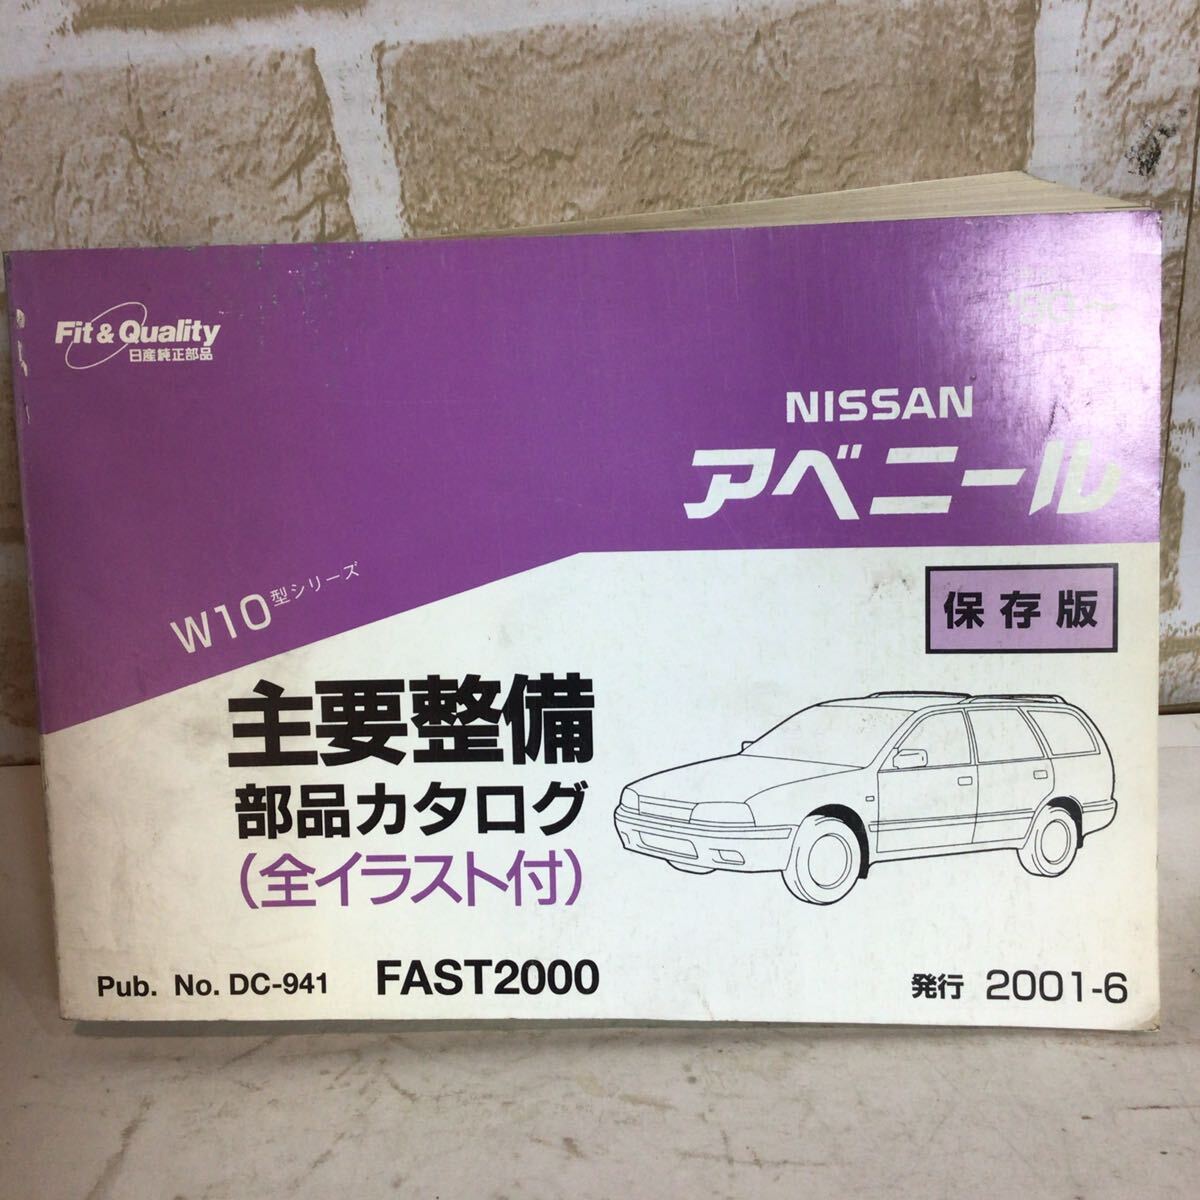 Fit & Quality
日産純正部品
'90〜
NISSAN
アベニール
W10型シリーズ
保存版
主要整備
部品カタログ
(全イラスト付)
Pub. No. DC-941 FAST2000
発行 2001-6